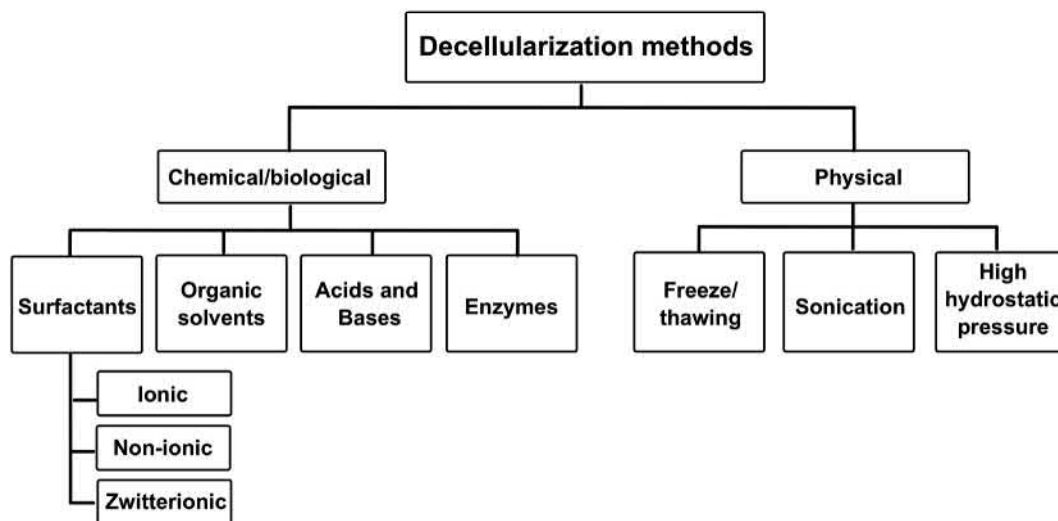 Decellularization methods
Chemical/biological
Physical
Surfactants
Organic
solvents
Acids and
Bases
Enzymes
Freeze/
thawing
Sonication
High
hydrostatic
pressure
Ionic
Non-ionic
Zwitterionic